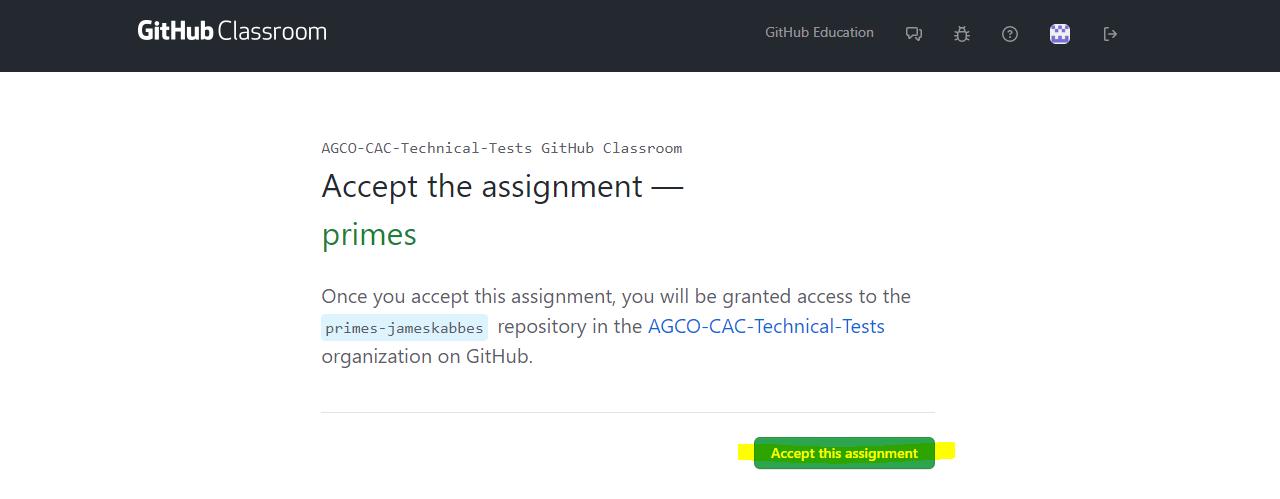 GitHub Classroom
GitHub Education
AGCO-CAC-Technical-Tests GitHub Classroom
Accept the assignment —
primes
Once you accept this assignment, you will be granted access to the
primes-jameskabbes repository in the AGCO-CAC-Technical-Tests
organization on GitHub.
Accept this assignment